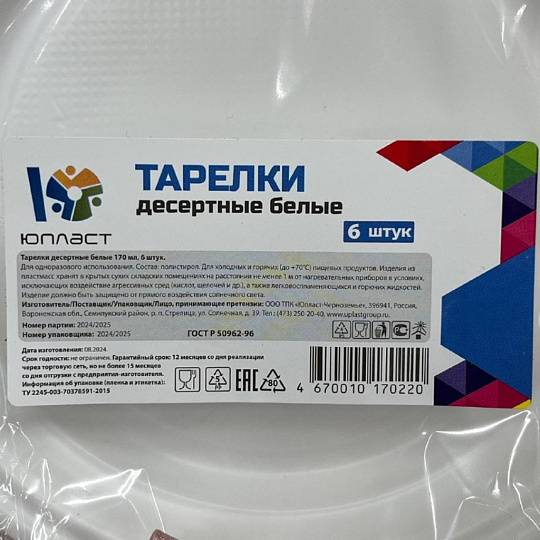 ТАРЕЛКИ
десертные белые
6 штук
ЮПЛАСТ
Тарелки десертные белые 170 мл, 6 штук.
Для одноразового использования. Состав: полистирол. Для холодных и горячих (до +70°С) пищевых продуктов. Изделия из
пластмасс хранят в крытых сухих складских помещениях на расстоянии не менее 1 м от нагревательных приборов в условиях,
исключающих воздействие агрессивных сред (кислот, щелочей и др.), а также легковоспламеняющихся и горючих жидкостей.
Изделие должно быть защищено от прямого воздействия солнечного света.
Изготовитель/Поставщик/Упаковщик/Лицо, принимающее претензии: ООО ТПК «Юпласт-Черноземье», 396941, Россия,
Воронежская обл., Семилукский район, р. п. Стрелица, ул. Солнечная, д. 39. Тел.: (473) 250 20-40, www.uplastgroup.ru.
Номер партии: 2024/2025
Номер упаковщика: 2024/2025
ГОСТ Р 50962-96
Дата изготовления: 08.2024.
Срок годности: не ограничен. Гарантийный срок: 12 месяцев со дня реализации
через торговую сеть, но не более 15 месяцев
со дня отгрузки с предприятия-изготовителя.
Информация об упаковке (пленка и этикетка):
ТУ 2245-003-70378591-2015
5
PP
ЕАС
80
4 670010 170220